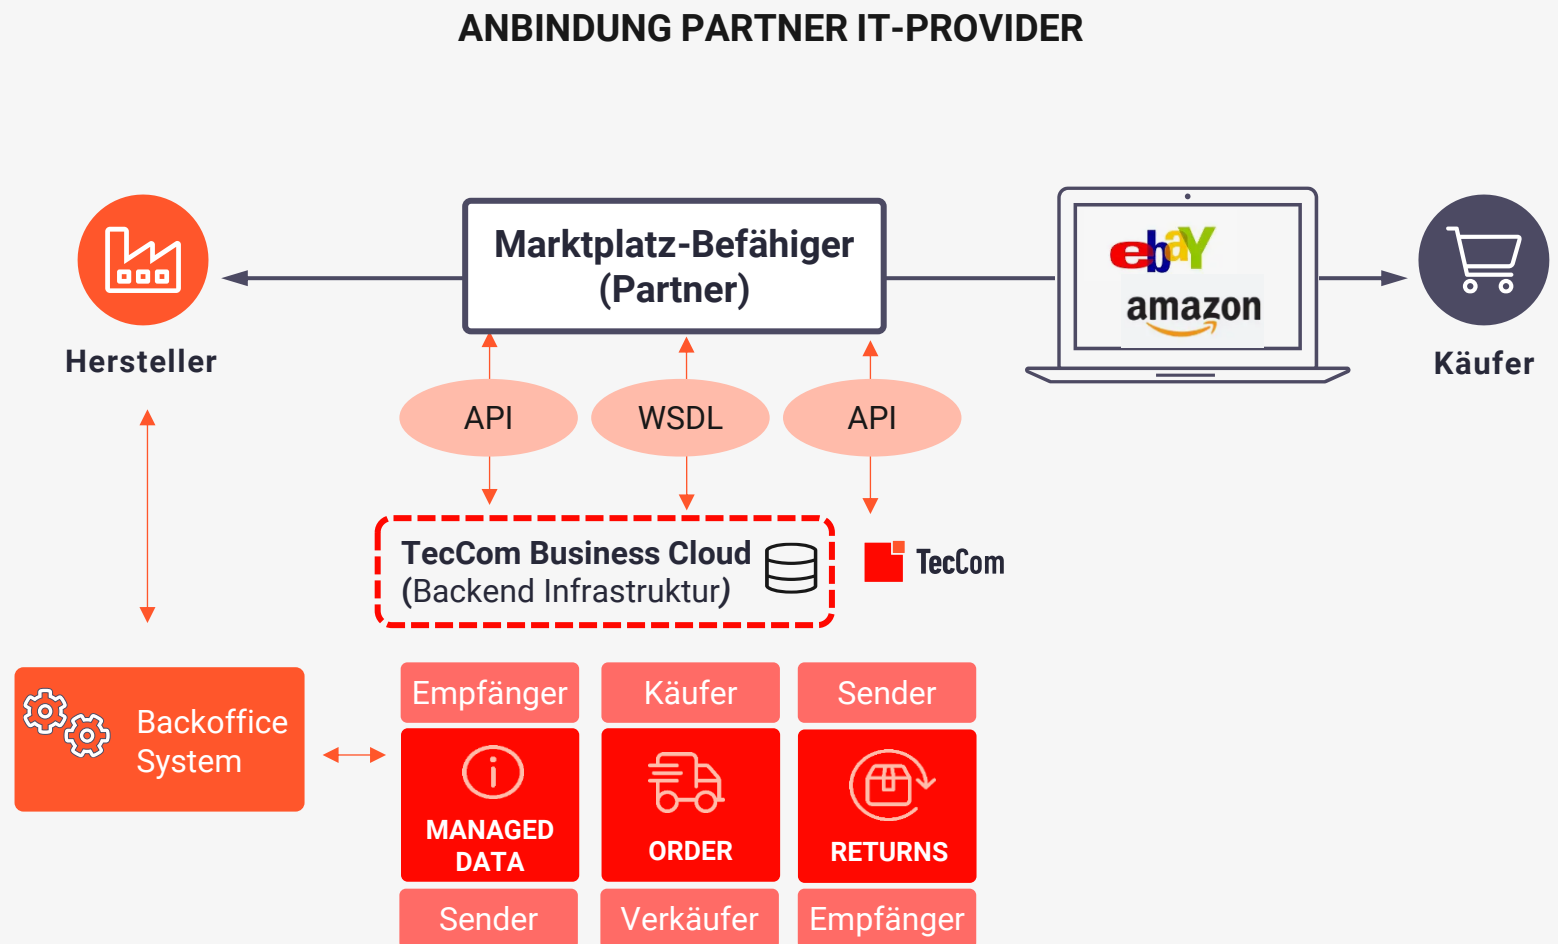 ANBINDUNG PARTNER IT-PROVIDER
Marktplatz-Befähiger
(Partner)
ebay
amazon
Hersteller
Käufer
API
WSDL
API
TecCom Business Cloud
(Backend Infrastruktur)
TecCom
Backoffice
System
Empfänger
Käufer
Sender
MANAGED
DATA
ORDER
RETURNS
Sender
Verkäufer
Empfänger